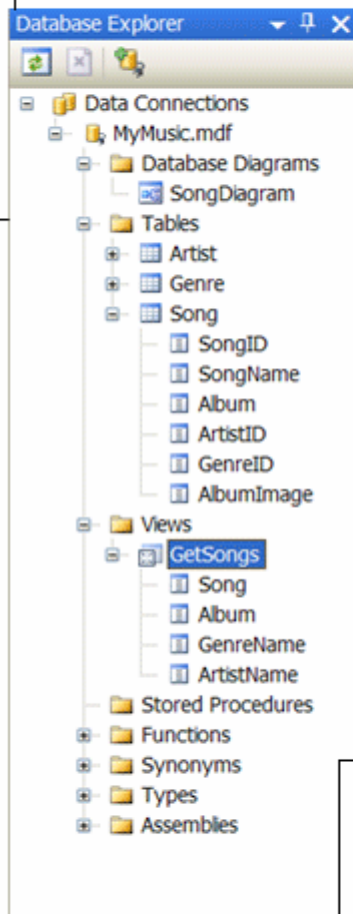 Database Explorer
Data Connections
MyMusic.mdf
Database Diagrams
SongDiagram
Tables
Artist
Genre
Song
SongID
SongName
Album
ArtistID
GenreID
AlbumImage
Views
GetSongs
Song
Album
GenreName
ArtistName
Stored Procedures
Functions
Synonyms
Types
Assemblies